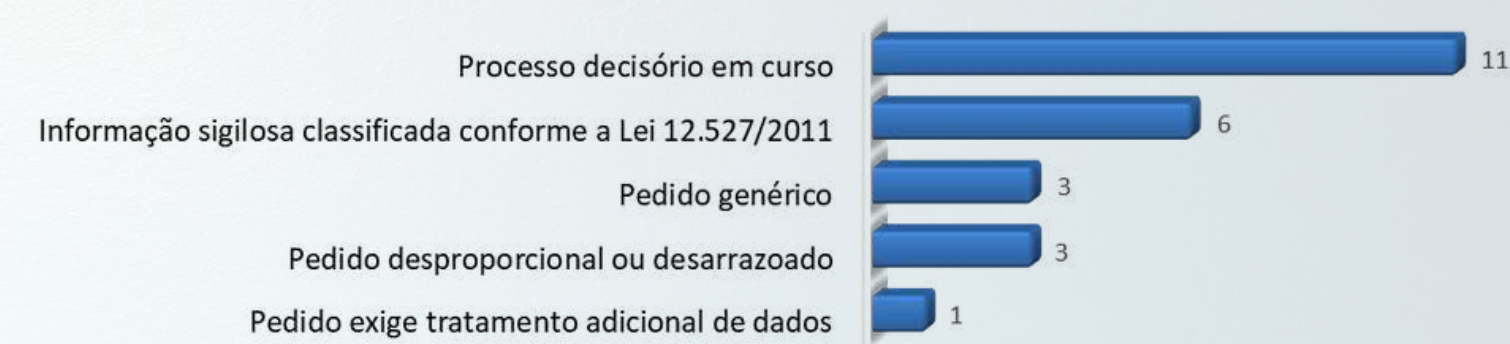 Processo decisório em curso 11
Informação sigilosa classificada conforme a Lei 12.527/2011 6
Pedido genérico 3
Pedido desproporcional ou desarrazoado 3
Pedido exige tratamento adicional de dados 1